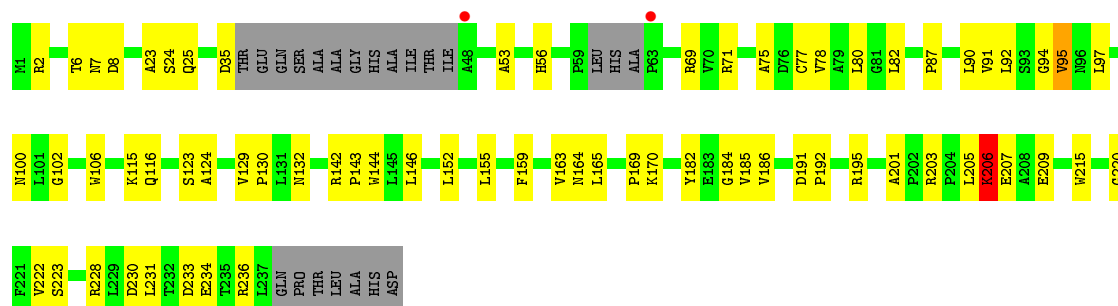 M1 R2 T6 N7 D8 A23 S24 Q25 D35 THR GLU GLN SER ALA ALA GLY HIS ALA ILE THR ILE A48 A53 H56 P59 LEU HIS ALA P63 R69 V70 R71 A75 D76 C77 V78 A79 L80 G81 L82 P87 L90 V91 L92 S93 G94 V95 N96 L97
N100 L101 G102 W106 K115 Q116 S123 A124 V129 P130 L131 N132 R142 P143 W144 L145 L146 L152 L155 F159 V163 N164 L165 P169 K170 Y182 E183 G184 V185 V186 D191 P192 R195 A201 P202 R203 P204 L205 K206 E207 A208 E209 W215
F221 V222 S223 R228 L229 D230 L231 T232 D233 E234 T235 R236 L237 GLN PRO THR LEU ALA HIS ASP